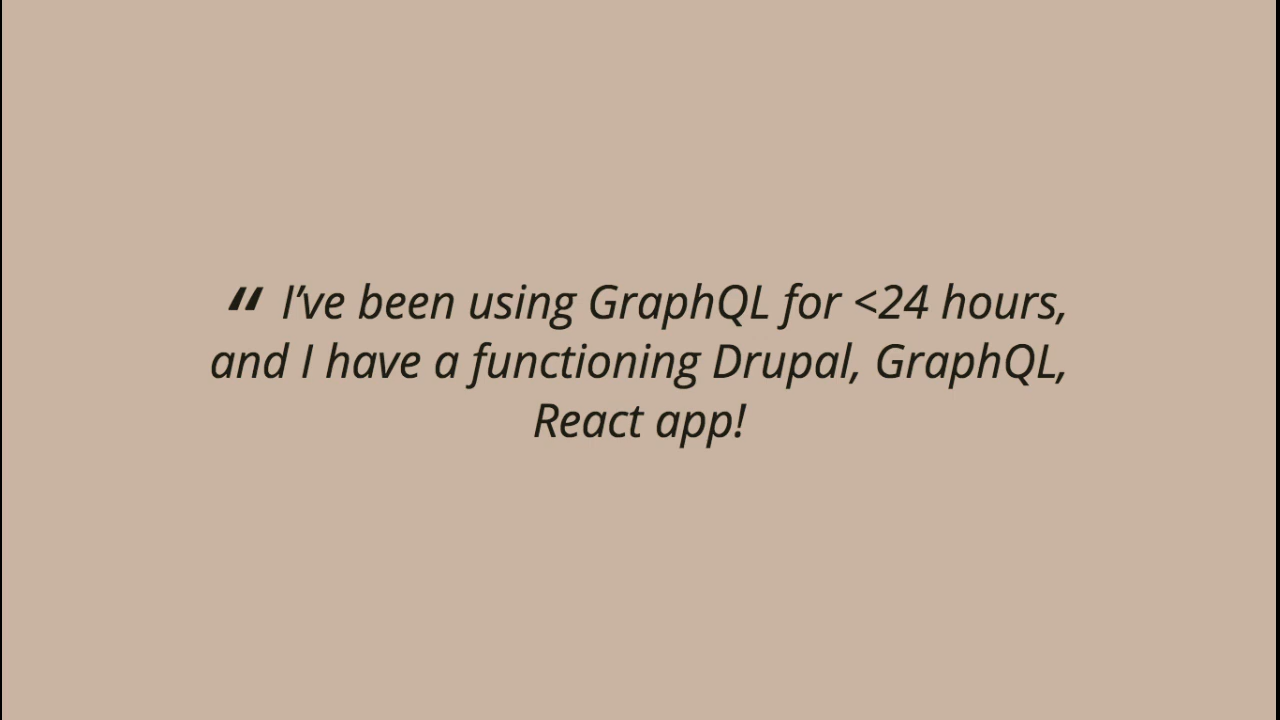 “ I’ve been using GraphQL for <24 hours,
and I have a functioning Drupal, GraphQL,
React app!